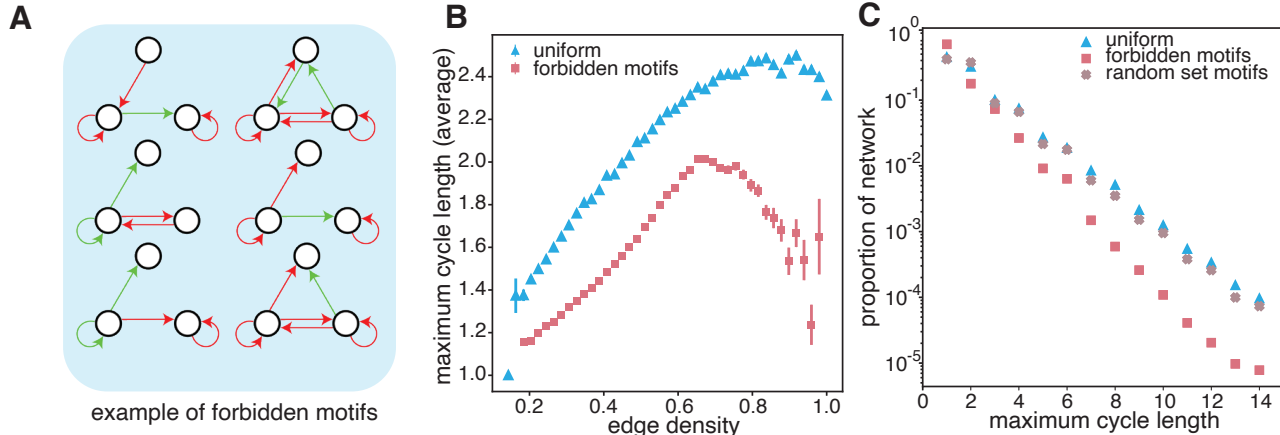 A
example of forbidden motifs
B
uniform
forbidden motifs
2.4
2.2
2.0
1.8
1.6
1.4
1.2
1.0
maximum cycle length (average)
0.2 0.4 0.6 0.8 1.0
edge density
C
uniform
forbidden motifs
random set motifs
10^0
10^-1
10^-2
10^-3
10^-4
10^-5
proportion of network
0 2 4 6 8 10 12 14
maximum cycle length